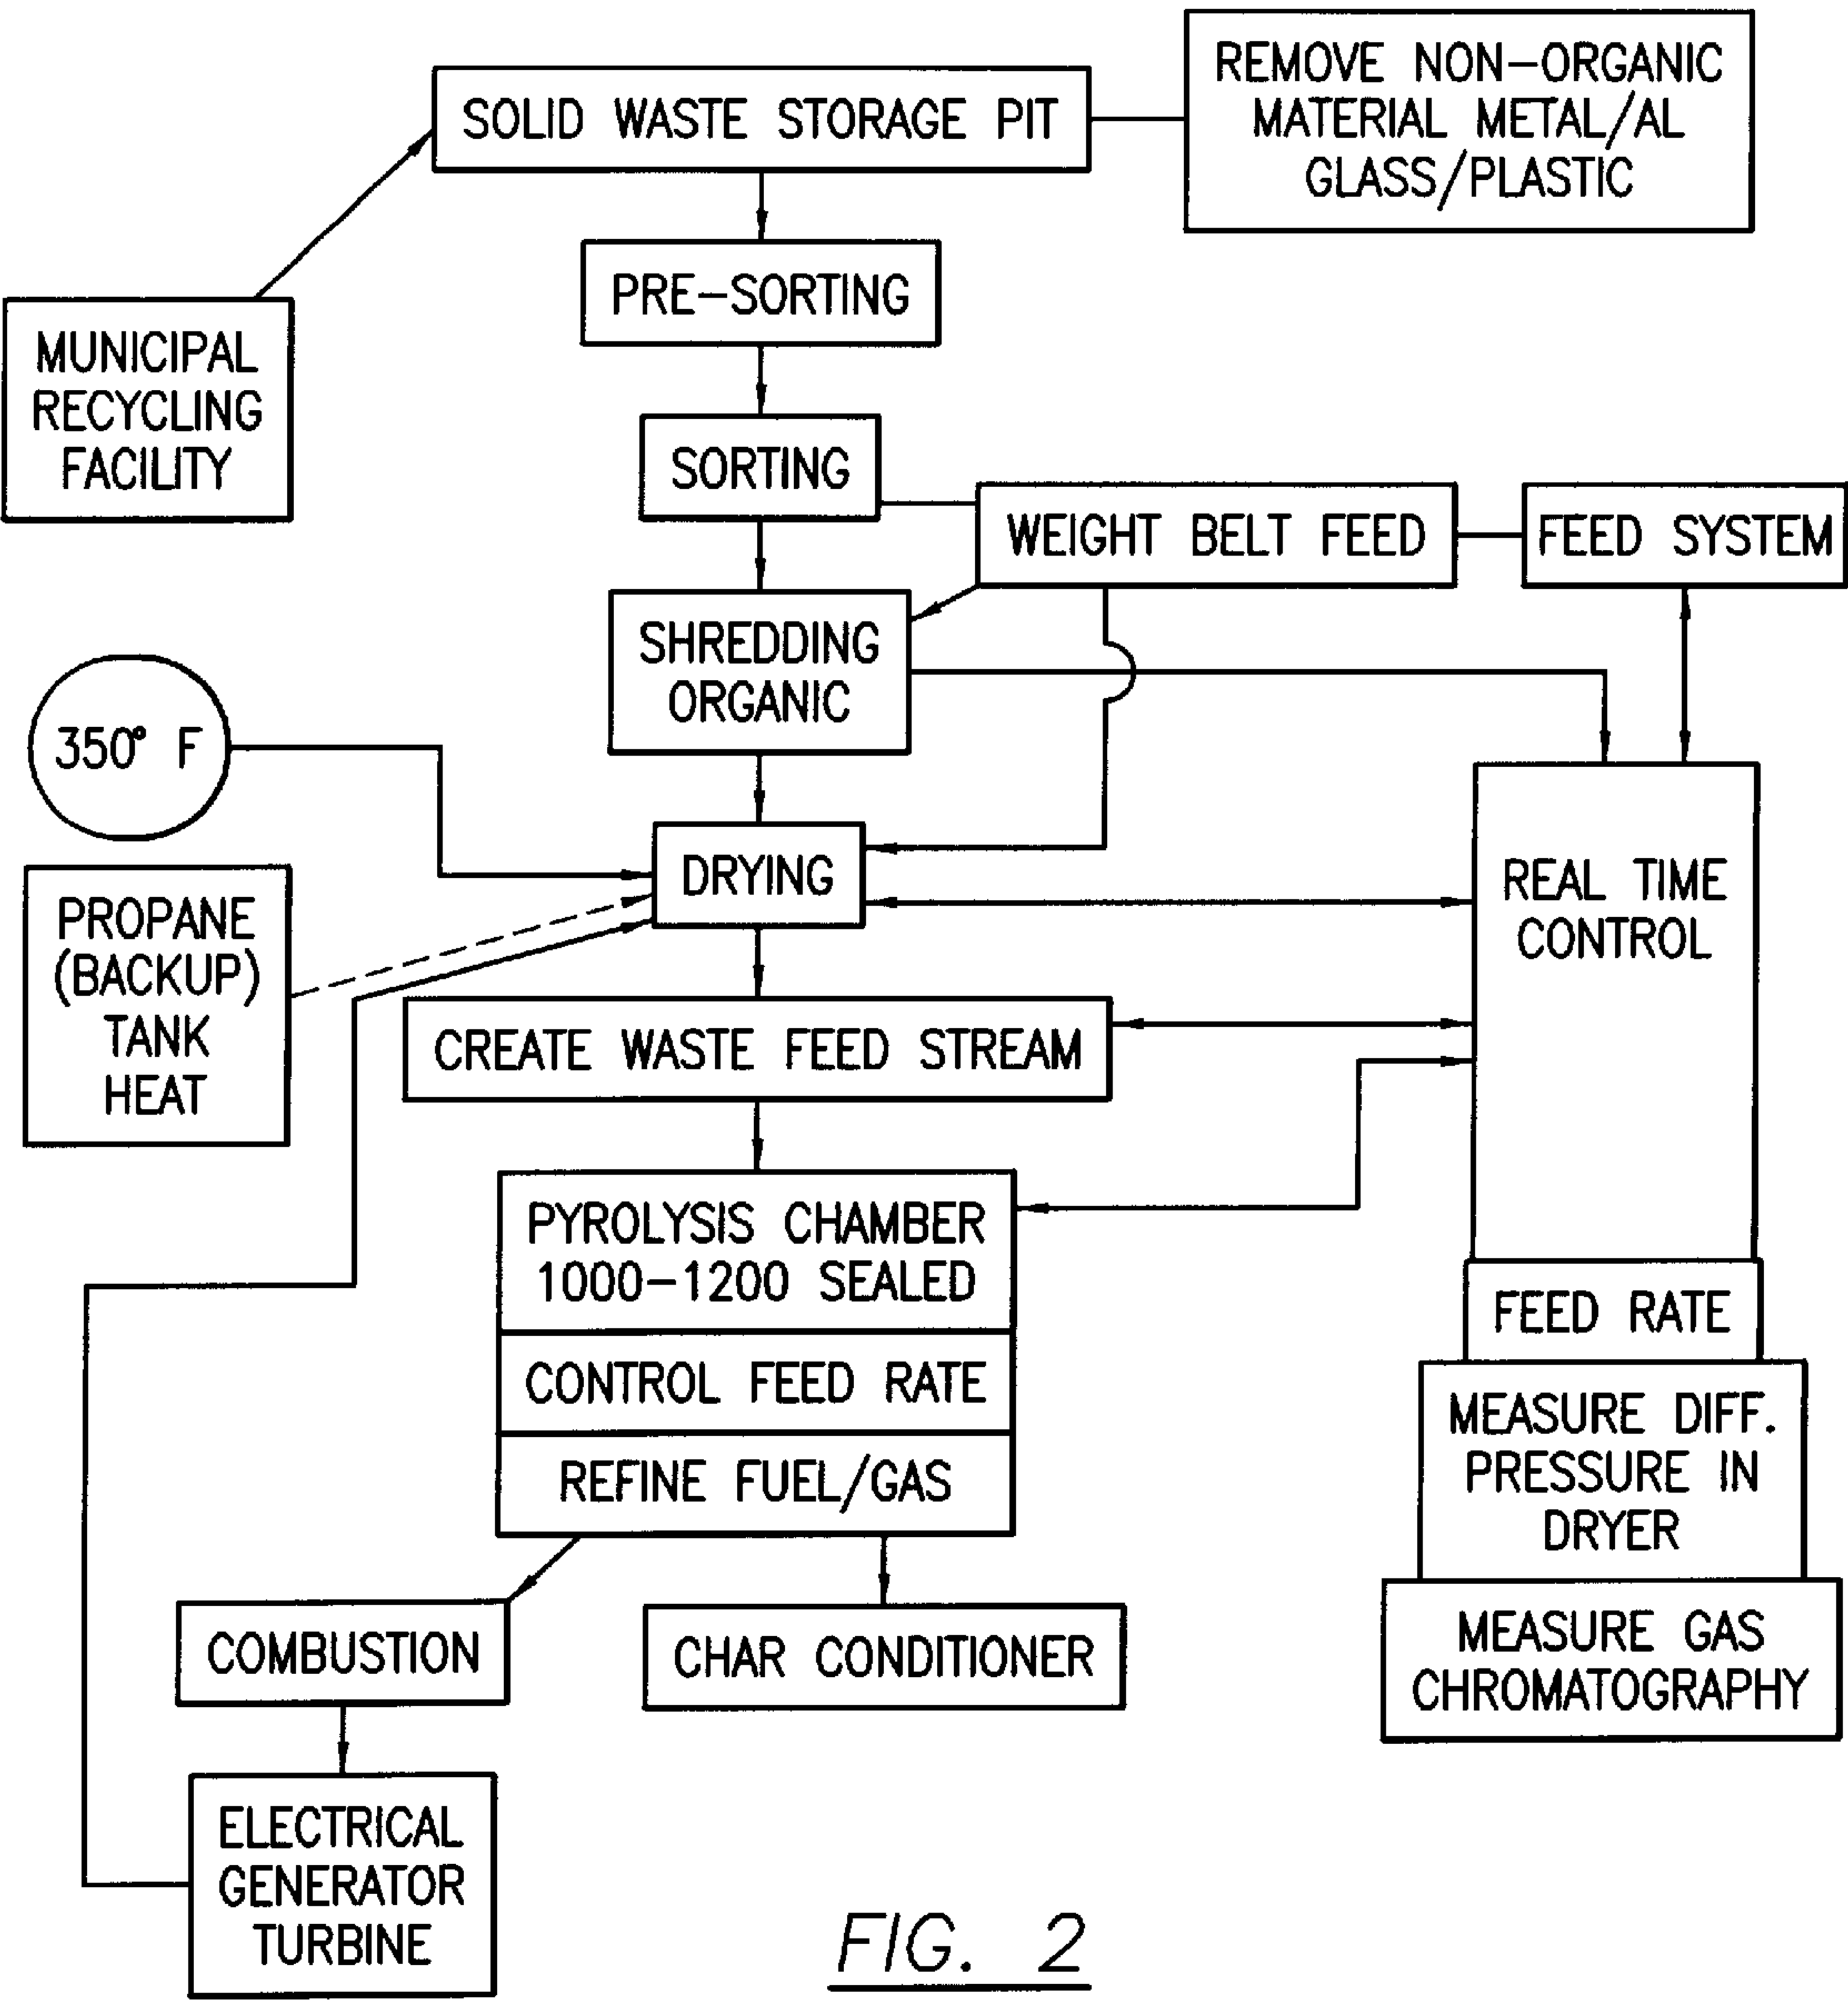 SOLID WASTE STORAGE PIT
REMOVE NON-ORGANIC
MATERIAL METAL/AL
GLASS/PLASTIC
PRE-SORTING
MUNICIPAL
RECYCLING
FACILITY
SORTING
WEIGHT BELT FEED
FEED SYSTEM
SHREDDING
ORGANIC
350° F
DRYING
REAL TIME
CONTROL
PROPANE
(BACKUP)
TANK
HEAT
CREATE WASTE FEED STREAM
PYROLYSIS CHAMBER
1000-1200 SEALED
CONTROL FEED RATE
REFINE FUEL/GAS
FEED RATE
MEASURE DIFF.
PRESSURE IN
DRYER
MEASURE GAS
CHROMATOGRAPHY
COMBUSTION
CHAR CONDITIONER
ELECTRICAL
GENERATOR
TURBINE
FIG. 2